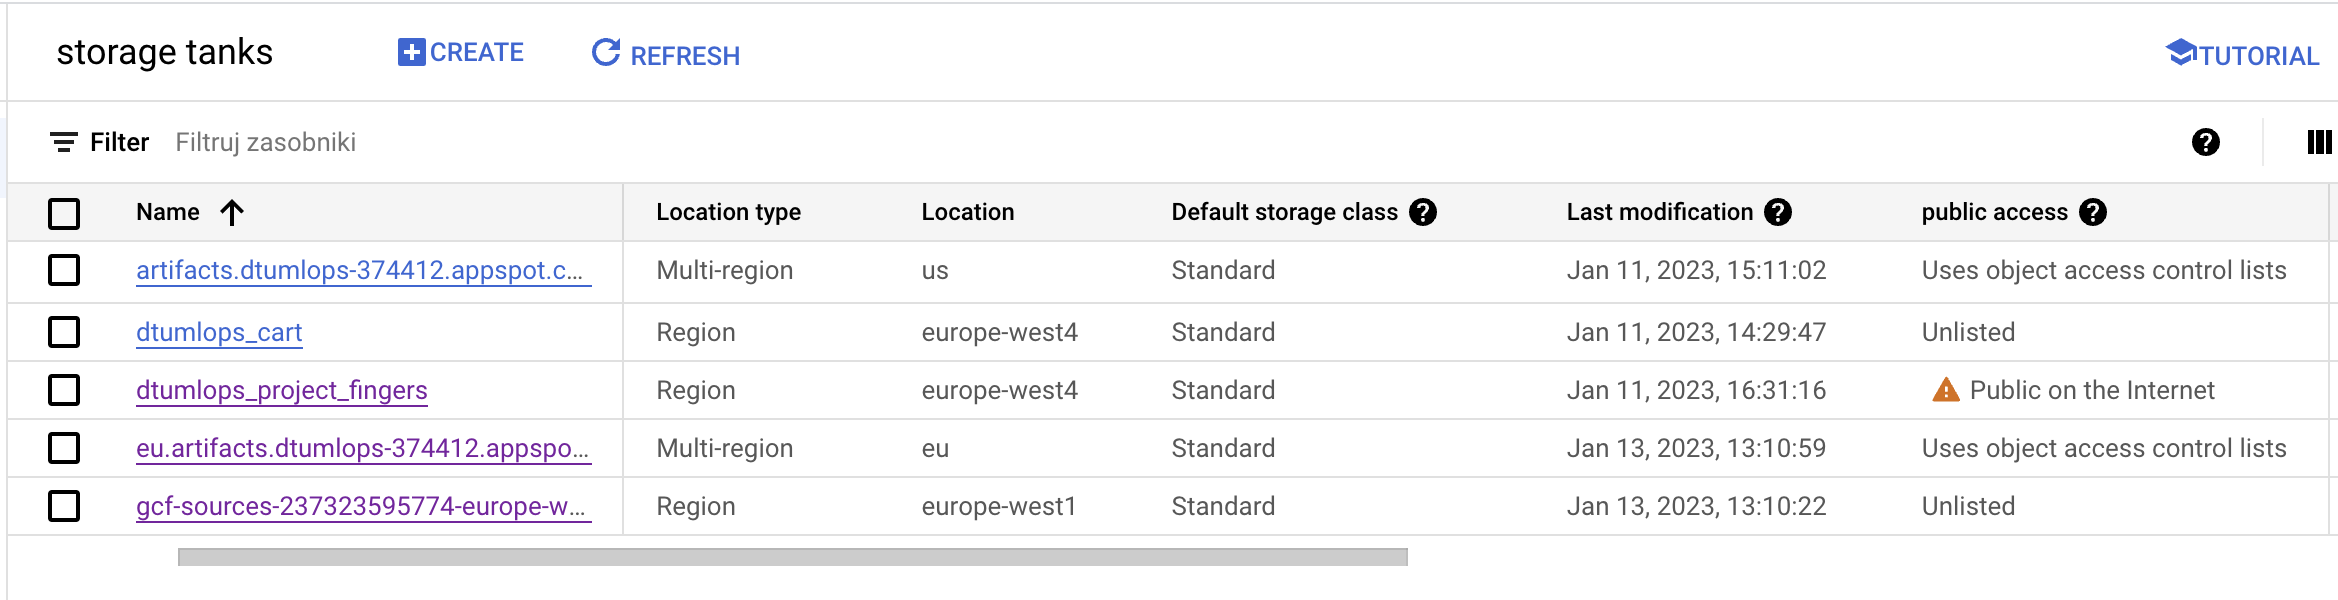 storage tanks CREATE REFRESH TUTORIAL
Filter Filtruj zasobniki
Name Location type Location Default storage class Last modification public access
artifacts.dtumlops-374412.appspot.c... Multi-region us Standard Jan 11, 2023, 15:11:02 Uses object access control lists
dtumlops_cart Region europe-west4 Standard Jan 11, 2023, 14:29:47 Unlisted
dtumlops_project_fingers Region europe-west4 Standard Jan 11, 2023, 16:31:16 Public on the Internet
eu.artifacts.dtumlops-374412.appspo... Multi-region eu Standard Jan 13, 2023, 13:10:59 Uses object access control lists
gcf-sources-237323595774-europe-w... Region europe-west1 Standard Jan 13, 2023, 13:10:22 Unlisted